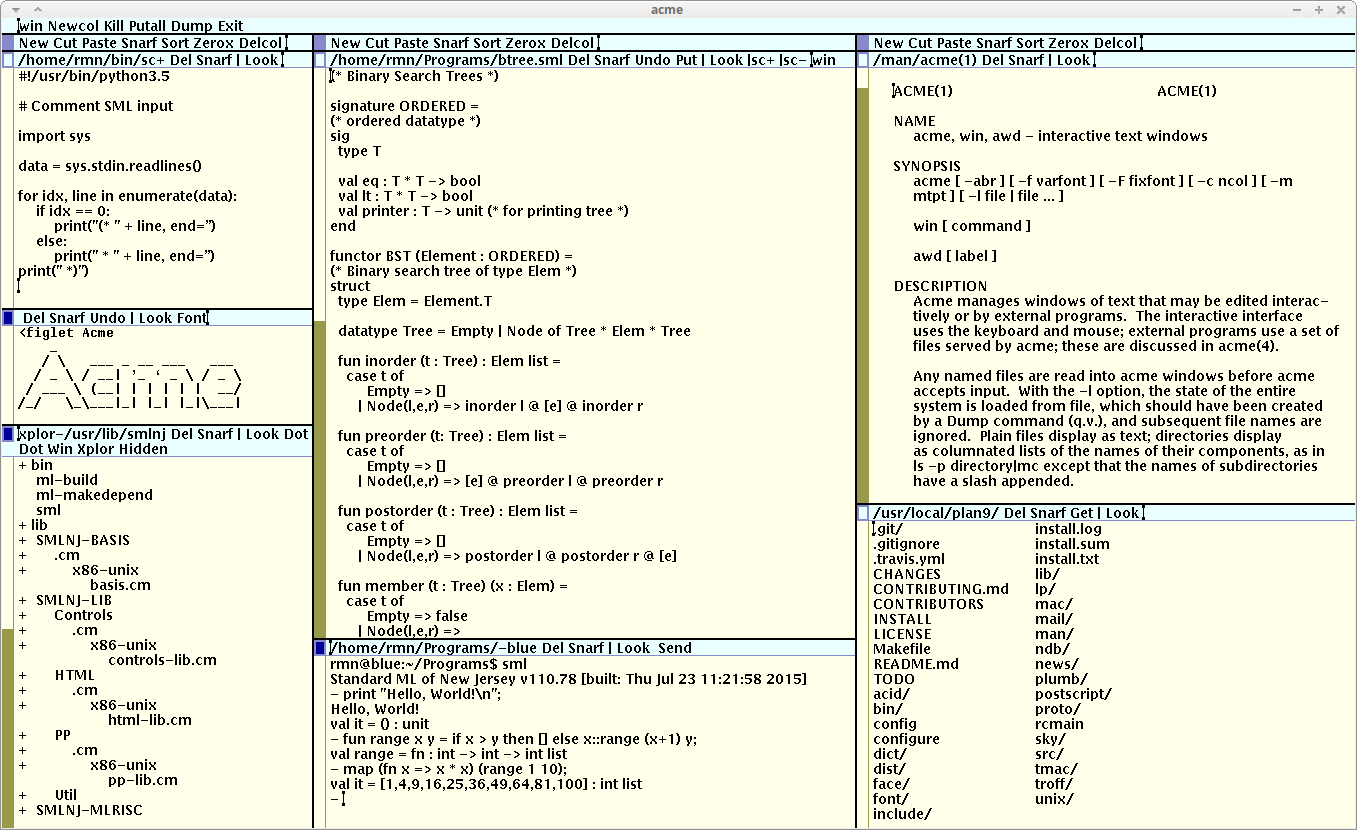 acme
win Newcol Kill Putall Dump Exit
New Cut Paste Snarf Sort Zerox Delcol
/home/rmn/bin/sc+ Del Snarf | Look
#!/usr/bin/python3.5
# Comment SML input
import sys
data = sys.stdin.readlines()
for idx, line in enumerate(data):
    if idx == 0:
        print("(* " + line, end='')
    else:
        print(" * " + line, end='')
print(" *)")
Del Snarf Undo | Look Font
<figlet Acme
    _
   / \   ___ _ __ ___   ___
  / _ \ / __| '_ ` _ \ / _ \
 / ___ \ (__| | | | | |  __/
/_/   \_\___|_| |_| |_|\___|
xplor-/usr/lib/smlnj Del Snarf | Look Dot
Dot Win Xplor Hidden
+ bin
    ml-build
    ml-makedepend
    sml
+ lib
+  SMLNJ-BASIS
+      .cm
+          x86-unix
              basis.cm
+  SMLNJ-LIB
+      Controls
+          .cm
+              x86-unix
                  controls-lib.cm
+      HTML
+          .cm
+              x86-unix
                  html-lib.cm
+      PP
+          .cm
+              x86-unix
                  pp-lib.cm
+      Util
+  SMLNJ-MLRISC
New Cut Paste Snarf Sort Zerox Delcol
/home/rmn/Programs/btree.sml Del Snarf Undo Put | Look |sc+ |sc- win
(* Binary Search Trees *)
signature ORDERED =
(* ordered datatype *)
sig
  type T
  val eq : T * T -> bool
  val lt : T * T -> bool
  val printer : T -> unit (* for printing tree *)
end
functor BST (Element : ORDERED) =
(* Binary search tree of type Elem *)
struct
  type Elem = Element.T
  datatype Tree = Empty | Node of Tree * Elem * Tree
  fun inorder (t : Tree) : Elem list =
    case t of
        Empty => []
      | Node(l,e,r) => inorder l @ [e] @ inorder r
  fun preorder (t: Tree) : Elem list =
    case t of
        Empty => []
      | Node(l,e,r) => [e] @ preorder l @ preorder r
  fun postorder (t : Tree) : Elem list =
    case t of
        Empty => []
      | Node(l,e,r) => postorder l @ postorder r @ [e]
  fun member (t : Tree) (x : Elem) =
    case t of
        Empty => false
      | Node(l,e,r) =>
/home/rmn/Programs/-blue Del Snarf | Look  Send
rmn@blue:~/Programs$ sml
Standard ML of New Jersey v110.78 [built: Thu Jul 23 11:21:58 2015]
- print "Hello, World!\n";
Hello, World!
val it = () : unit
- fun range x y = if x > y then [] else x::range (x+1) y;
val range = fn : int -> int -> int list
- map (fn x => x * x) (range 1 10);
val it = [1,4,9,16,25,36,49,64,81,100] : int list
-
New Cut Paste Snarf Sort Zerox Delcol
/man/acme(1) Del Snarf | Look
ACME(1) ACME(1)
NAME
acme, win, awd - interactive text windows
SYNOPSIS
acme [ -abr ] [ -f varfont ] [ -F fixfont ] [ -c ncol ] [ -m
mtpt ] [ -l file | file ... ]
win [ command ]
awd [ label ]
DESCRIPTION
Acme manages windows of text that may be edited interac-
tively or by external programs.  The interactive interface
uses the keyboard and mouse; external programs use a set of
files served by acme; these are discussed in acme(4).
Any named files are read into acme windows before acme
accepts input.  With the -l option, the state of the entire
system is loaded from file, which should have been created
by a Dump command (q.v.), and subsequent file names are
ignored.  Plain files display as text; directories display
as columnated lists of the names of their components, as in
ls -p directory|mc except that the names of subdirectories
have a slash appended.
/usr/local/plan9/ Del Snarf Get | Look
.git/ install.log
.gitignore install.sum
.travis.yml install.txt
CHANGES lib/
CONTRIBUTING.md lp/
CONTRIBUTORS mac/
INSTALL mail/
LICENSE man/
Makefile ndb/
README.md news/
TODO plumb/
acid/ postscript/
bin/ proto/
config rcmain
configure sky/
dict/ src/
dist/ tmac/
face/ troff/
font/ unix/
include/